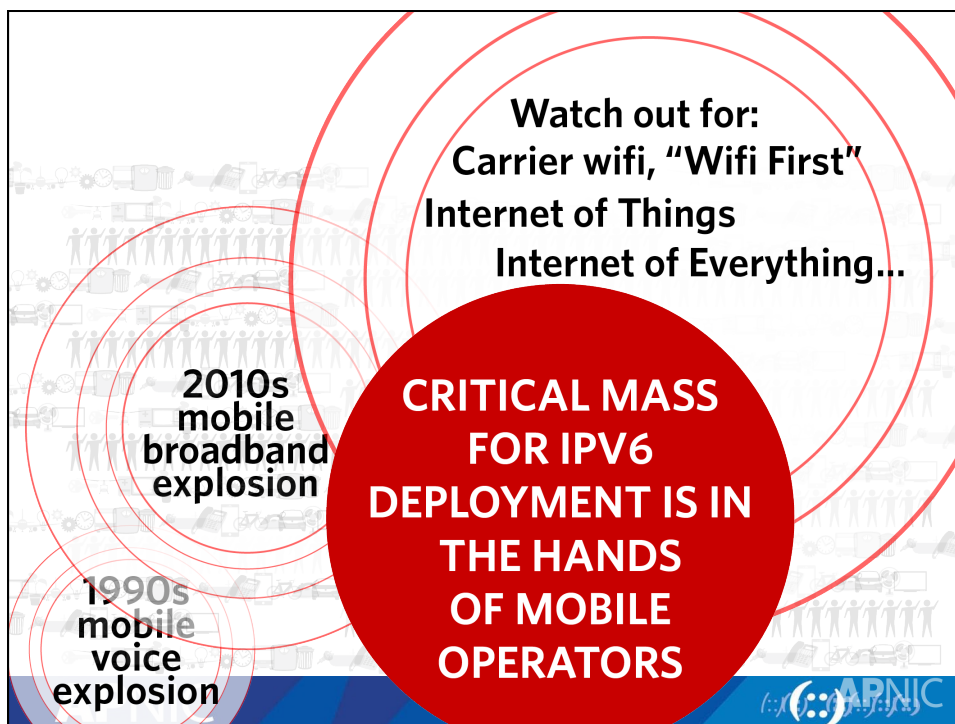 Watch out for:
Carrier wifi, “Wifi First”
Internet of Things
Internet of Everything...
2010s
mobile
broadband
explosion
CRITICAL MASS
FOR IPV6
DEPLOYMENT IS IN
THE HANDS
OF MOBILE
OPERATORS
1990s
mobile
voice
explosion
APNIC
(::)
APNIC